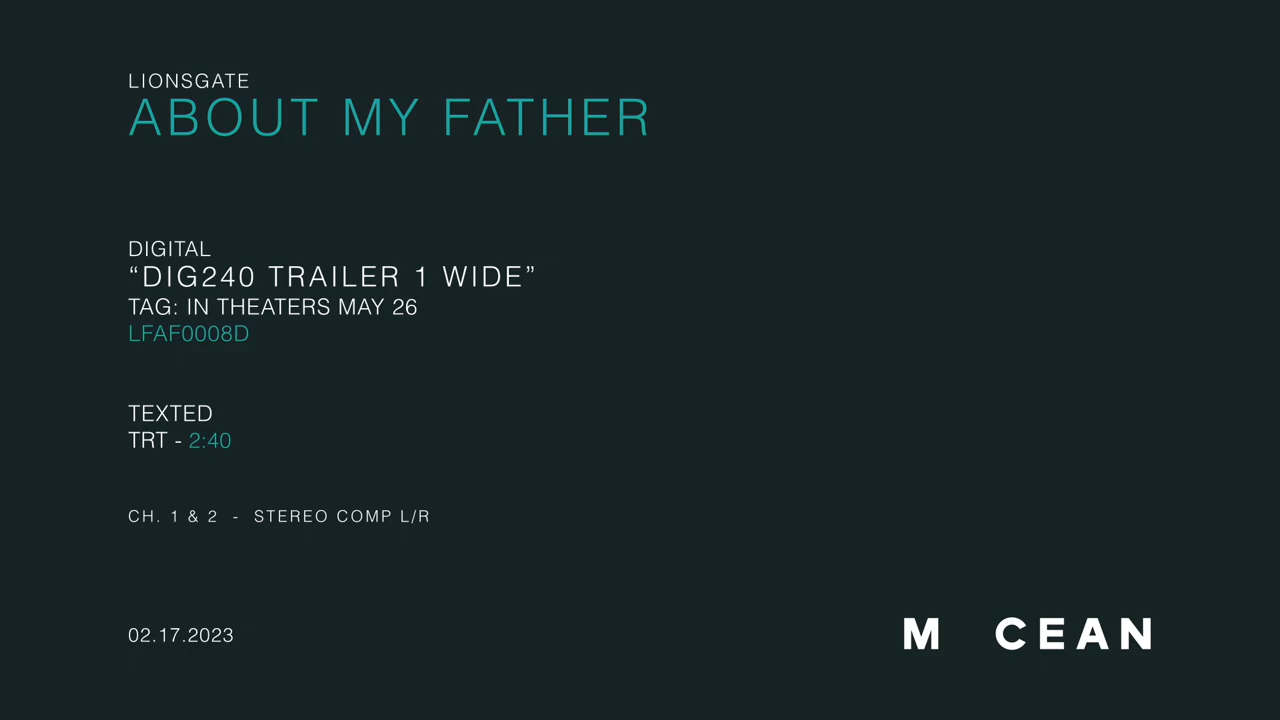 LIONSGATE
ABOUT MY FATHER
DIGITAL
“DIG240 TRAILER 1 WIDE”
TAG: IN THEATERS MAY 26
LFAF0008D
TEXTED
TRT - 2:40
CH. 1 & 2 - STEREO COMP L/R
02.17.2023
M CEAN